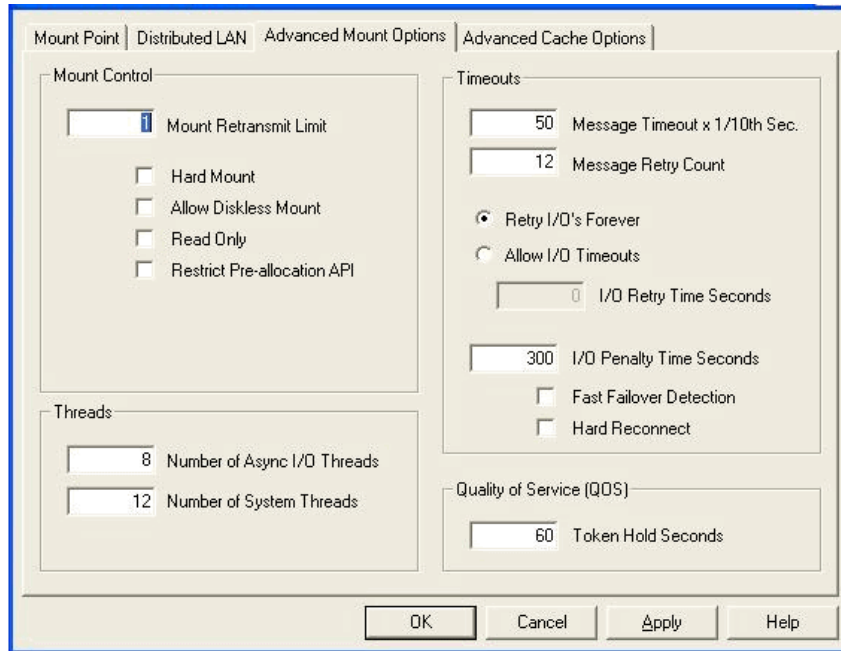 Mount Point
Distributed LAN
Advanced Mount Options
Advanced Cache Options
Mount Control
1 Mount Retransmit Limit
Hard Mount
Allow Diskless Mount
Read Only
Restrict Pre-allocation API
Threads
8 Number of Async I/O Threads
12 Number of System Threads
Timeouts
50 Message Timeout x 1/10th Sec.
12 Message Retry Count
Retry I/O's Forever
Allow I/O Timeouts
0 I/O Retry Time Seconds
300 I/O Penalty Time Seconds
Fast Failover Detection
Hard Reconnect
Quality of Service (QOS)
60 Token Hold Seconds
OK
Cancel
Apply
Help